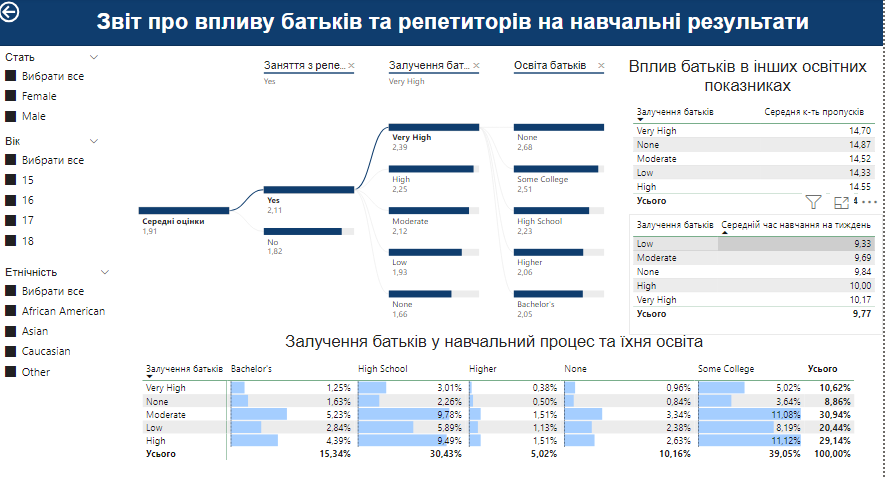 Звіт про впливу батьків та репетиторів на навчальні результати
Стать
Вибрати все
Female
Male
Вік
Вибрати все
15
16
17
18
Етнічність
Вибрати все
African American
Asian
Caucasian
Other
Заняття з репе...
Yes
Залучення бат...
Very High
Освіта батьків
Середні оцінки
1,91
Yes
2,11
No
1,82
Very High
2,39
High
2,25
Moderate
2,12
Low
1,93
None
1,66
None
2,68
Some College
2,51
High School
2,23
Higher
2,06
Bachelor's
2,05
Вплив батьків в інших освітних
показниках
Залучення батьків Середня к-ть пропусків
Very High 14,70
None 14,87
Moderate 14,52
Low 14,33
High 14,55
Усього 4
Залучення батьків Середній час навчання на тиждень
Low 9,33
Moderate 9,69
None 9,84
High 10,00
Very High 10,17
Усього 9,77
Залучення батьків у навчальний процес та їхня освіта
Залучення батьків Bachelor's High School Higher None Some College Усього
Very High 1,25% 3,01% 0,38% 0,96% 5,02% 10,62%
None 1,63% 2,26% 0,50% 0,84% 3,64% 8,86%
Moderate 5,23% 9,78% 1,51% 3,34% 11,08% 30,94%
Low 2,84% 5,89% 1,13% 2,38% 8,19% 20,44%
High 4,39% 9,49% 1,51% 2,63% 11,12% 29,14%
Усього 15,34% 30,43% 5,02% 10,16% 39,05% 100,00%